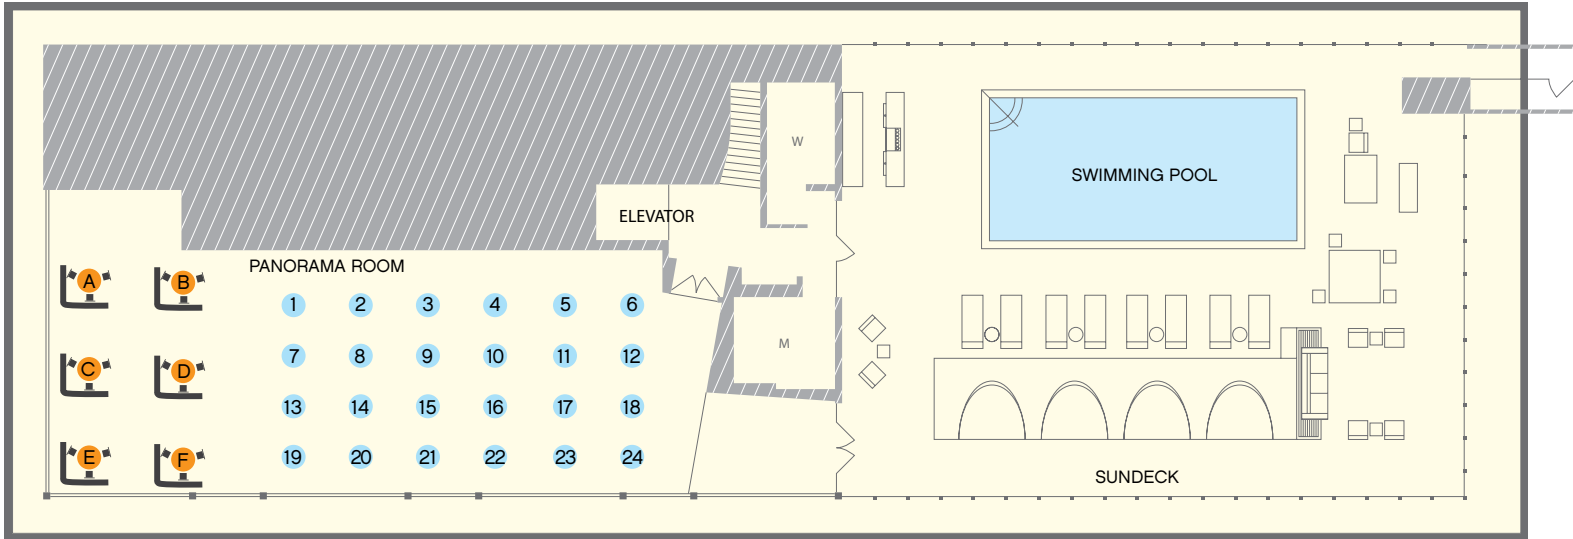 W
SWIMMING POOL
ELEVATOR
PANORAMA ROOM
A B
1 2 3 4 5 6
M
7 8 9 10 11 12
C D
13 14 15 16 17 18
E F
19 20 21 22 23 24
SUNDECK